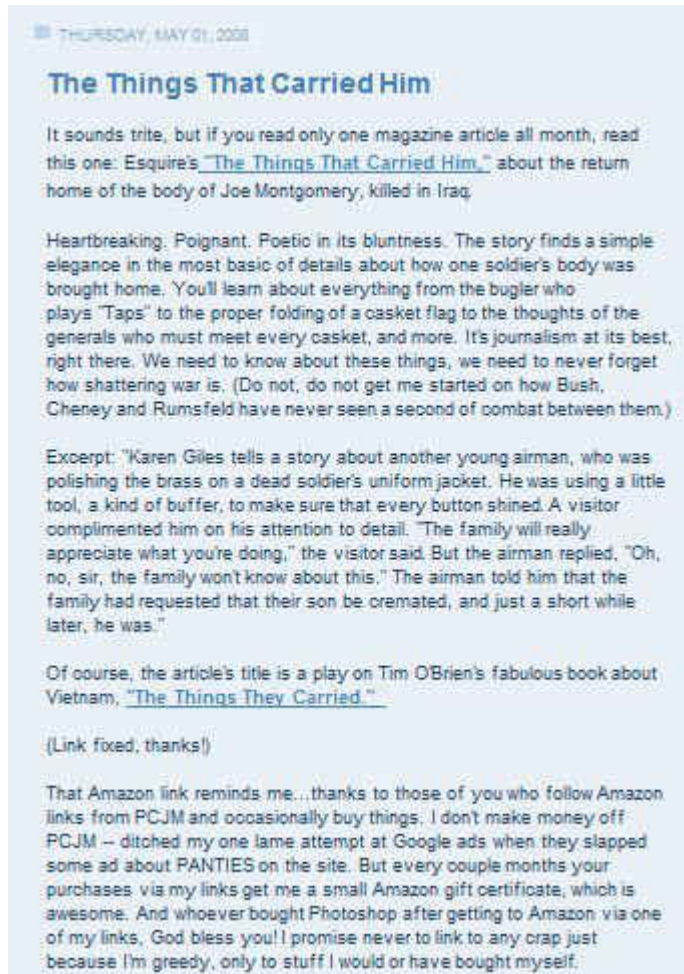 THURSDAY, MAY 01, 2008
The Things That Carried Him
It sounds trite, but if you read only one magazine article all month, read
this one: Esquire's "The Things That Carried Him," about the return
home of the body of Joe Montgomery, killed in Iraq.
Heartbreaking. Poignant. Poetic in its bluntness. The story finds a simple
elegance in the most basic of details about how one soldier's body was
brought home. You'll learn about everything from the bugler who
plays "Taps" to the proper folding of a casket flag to the thoughts of the
generals who must meet every casket, and more. It's journalism at its best,
right there. We need to know about these things, we need to never forget
how shattering war is. (Do not, do not get me started on how Bush,
Cheney and Rumsfeld have never seen a second of combat between them.)
Excerpt: "Karen Giles tells a story about another young airman, who was
polishing the brass on a dead soldier's uniform jacket. He was using a little
tool, a kind of buffer, to make sure that every button shined. A visitor
complimented him on his attention to detail. "The family will really
appreciate what you're doing," the visitor said. But the airman replied, "Oh,
no, sir, the family won't know about this." The airman told him that the
family had requested that their son be cremated, and just a short while
later, he was."
Of course, the article's title is a play on Tim O'Brien's fabulous book about
Vietnam, "The Things They Carried."
(Link fixed, thanks!)
That Amazon link reminds me...thanks to those of you who follow Amazon
links from PCJM and occasionally buy things. I don't make money off
PCJM -- ditched my one lame attempt at Google ads when they slapped
some ad about PANTIES on the site. But every couple months your
purchases via my links get me a small Amazon gift certificate, which is
awesome. And whoever bought Photoshop after getting to Amazon via one
of my links, God bless you! I promise never to link to any crap just
because I'm greedy, only to stuff I would or have bought myself.